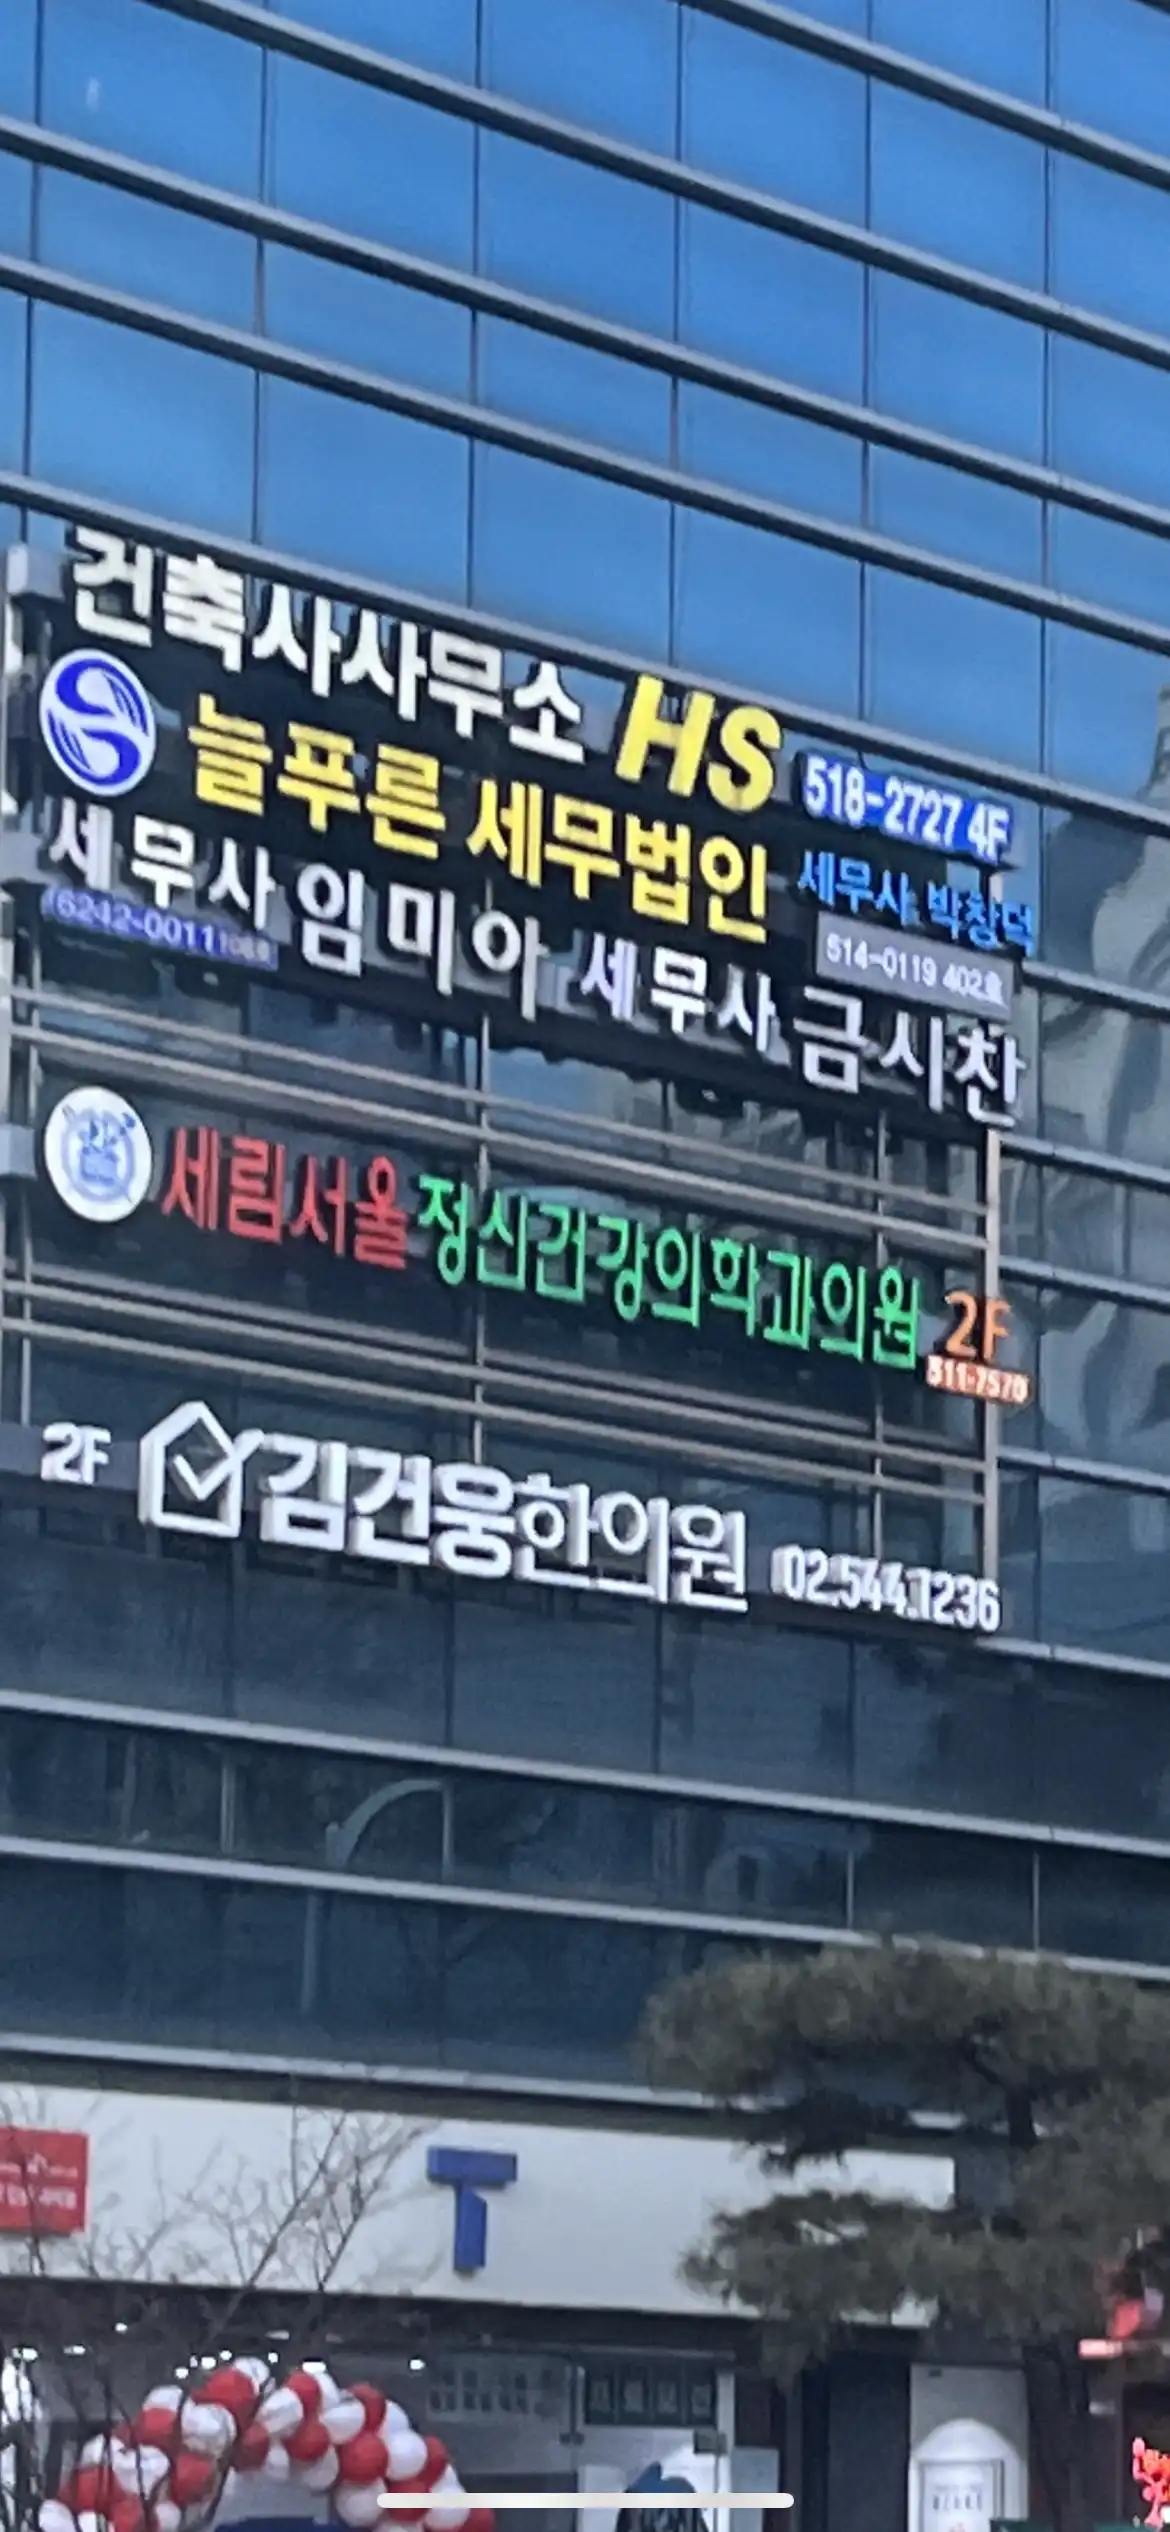 건축사사무소 HS 518-2727 4F
늘푸른 세무법인 세무사 박창덕
514-0119 402호
세무사 임미아 세무사 금시찬
6242-0011
세림서울정신건강의학과의원 2F
511-7570
2F 김건웅한의원 02.544.1236
T